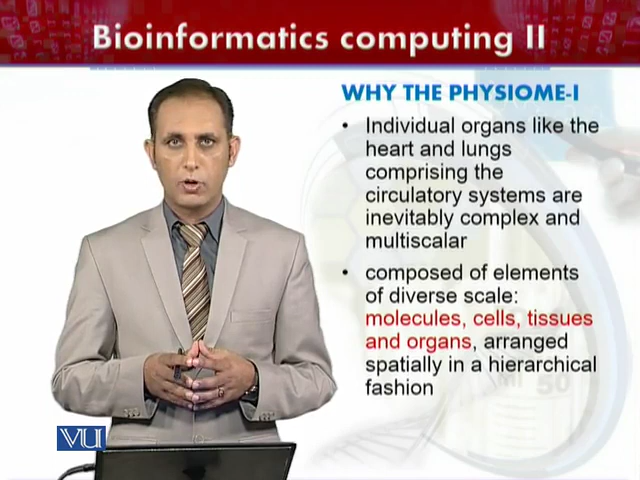 Bioinformatics computing II
WHY THE PHYSIOME-I
• Individual organs like the
heart and lungs
comprising the
circulatory systems are
inevitably complex and
multiscalar
• composed of elements
of diverse scale:
molecules, cells, tissues
and organs, arranged
spatially in a hierarchical
fashion
50
VU